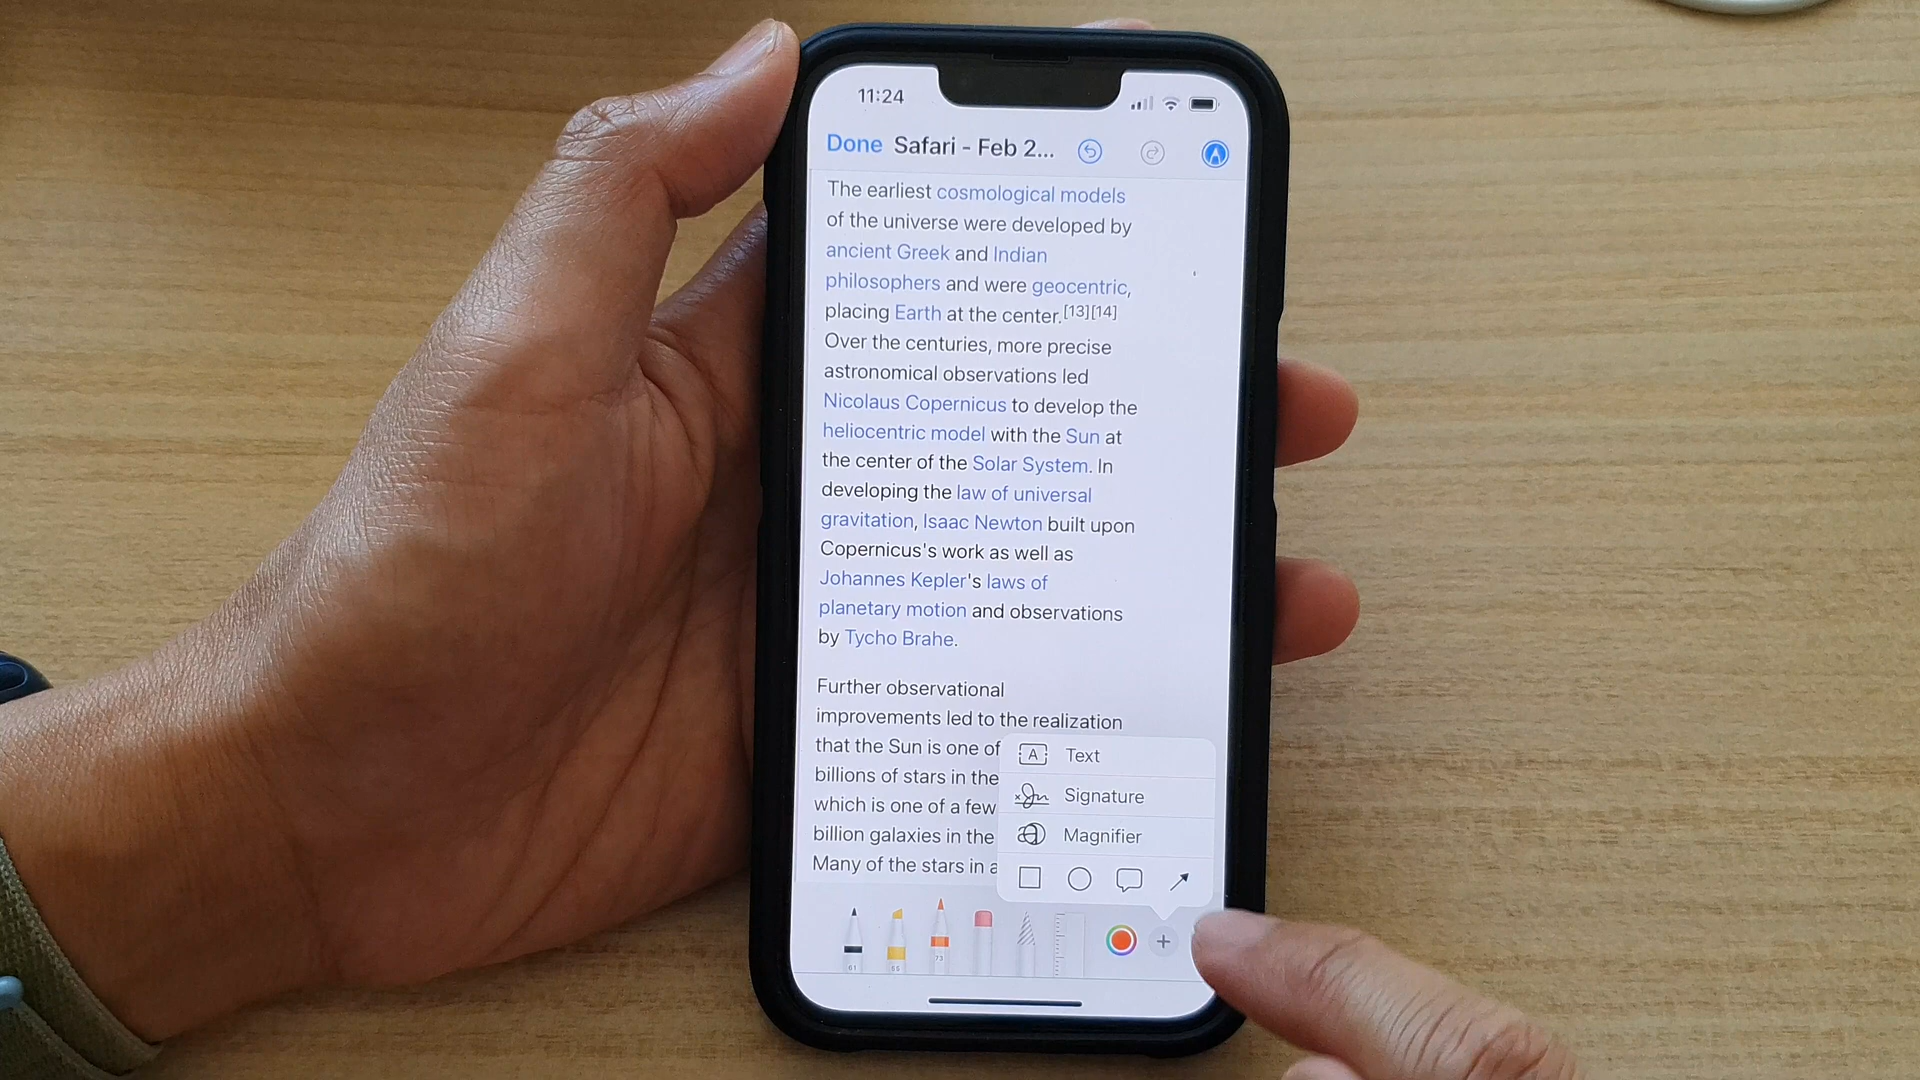 11:24
Done Safari - Feb 2...
The earliest cosmological models
of the universe were developed by
ancient Greek and Indian
philosophers and were geocentric,
placing Earth at the center.[13][14]
Over the centuries, more precise
astronomical observations led
Nicolaus Copernicus to develop the
heliocentric model with the Sun at
the center of the Solar System. In
developing the law of universal
gravitation, Isaac Newton built upon
Copernicus's work as well as
Johannes Kepler's laws of
planetary motion and observations
by Tycho Brahe.
Further observational
improvements led to the realization
that the Sun is one of
billions of stars in the
which is one of a few
billion galaxies in the
Many of the stars in a
Text
Signature
Magnifier
61
65
73